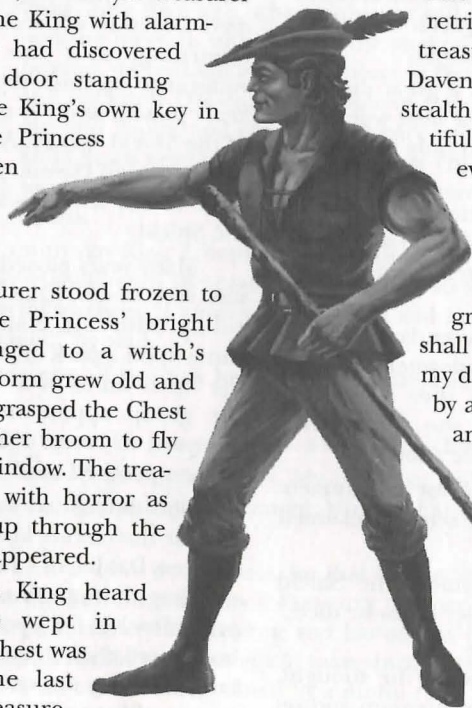 he King with alarm-
had discovered
door standing
e King's own key in
e Princess
en
urer stood frozen to
e Princess' bright
nged to a witch's
orm grew old and
grasped the Chest
her broom to fly
indow. The trea-
with horror as
up through the
appeared.
King heard
wept in
hest was
he last
retri
treas
Daven
stealth
tiful
ev
gr
shall
my d
by a
an